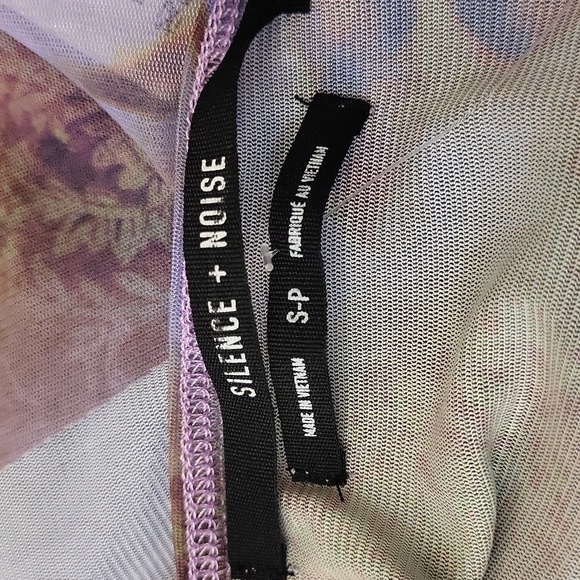 SILENCE + NOISE
MADE IN VIETNAM
S-P
FABRIQUÉ AU VIETNAM